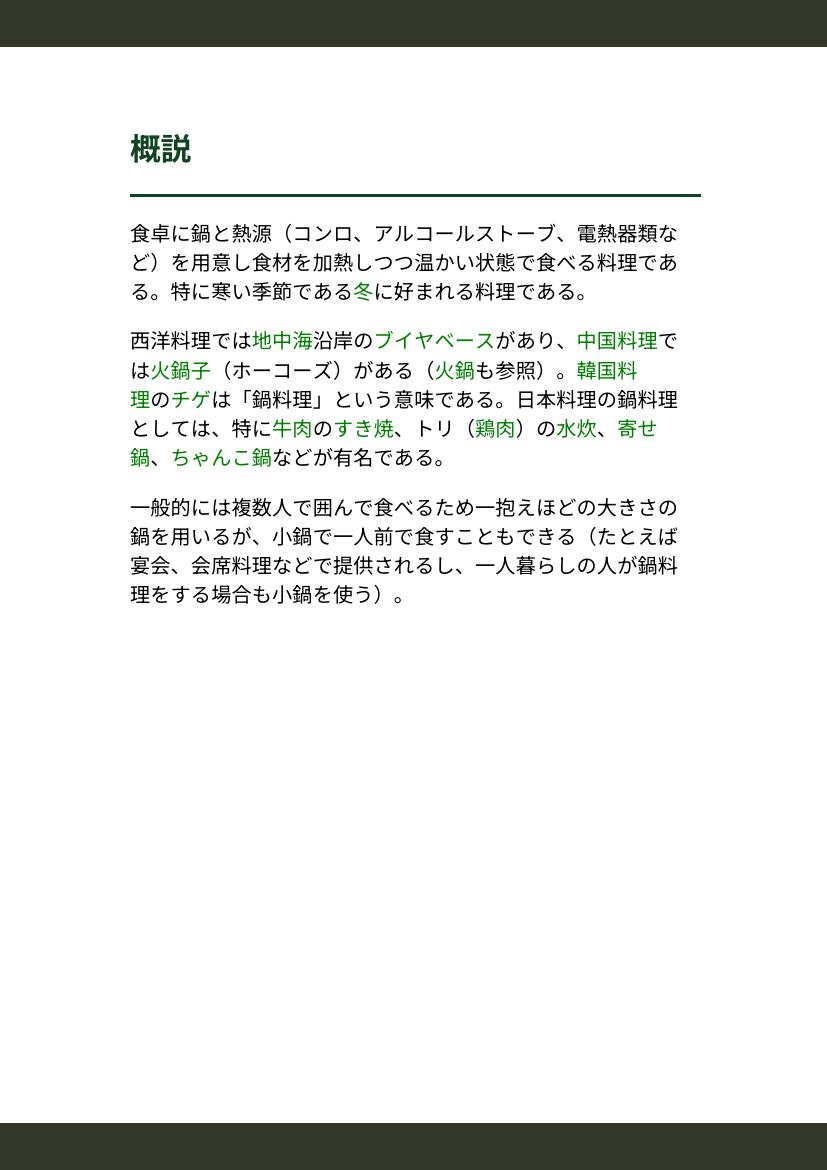 概説
食卓に鍋と熱源（コンロ、アルコールストーブ、電熱器類な
ど）を用意し食材を加熱しつつ温かい状態で食べる料理であ
る。特に寒い季節である冬に好まれる料理である。
西洋料理では地中海沿岸のブイヤベースがあり、中国料理で
は火鍋子（ホーコーズ）がある（火鍋も参照）。韓国料
理のチゲは「鍋料理」という意味である。日本料理の鍋料理
としては、特に牛肉のすき焼、トリ（鶏肉）の水炊、寄せ
鍋、ちゃんこ鍋などが有名である。
一般的には複数人で囲んで食べるため一抱えほどの大きさの
鍋を用いるが、小鍋で一人前で食すこともできる（たとえば
宴会、会席料理などで提供されるし、一人暮らしの人が鍋料
理をする場合も小鍋を使う）。